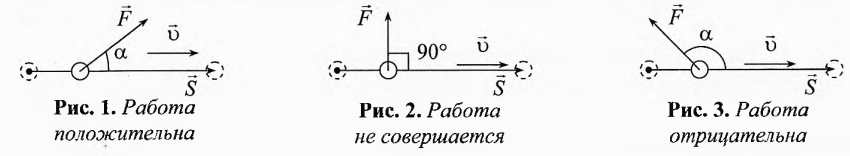 F⃗ α υ⃗ S⃗
Рис. 1. Работа
положительна
F⃗ 90° υ⃗ S⃗
Рис. 2. Работа
не совершается
F⃗ α υ⃗ S⃗
Рис. 3. Работа
отрицательна